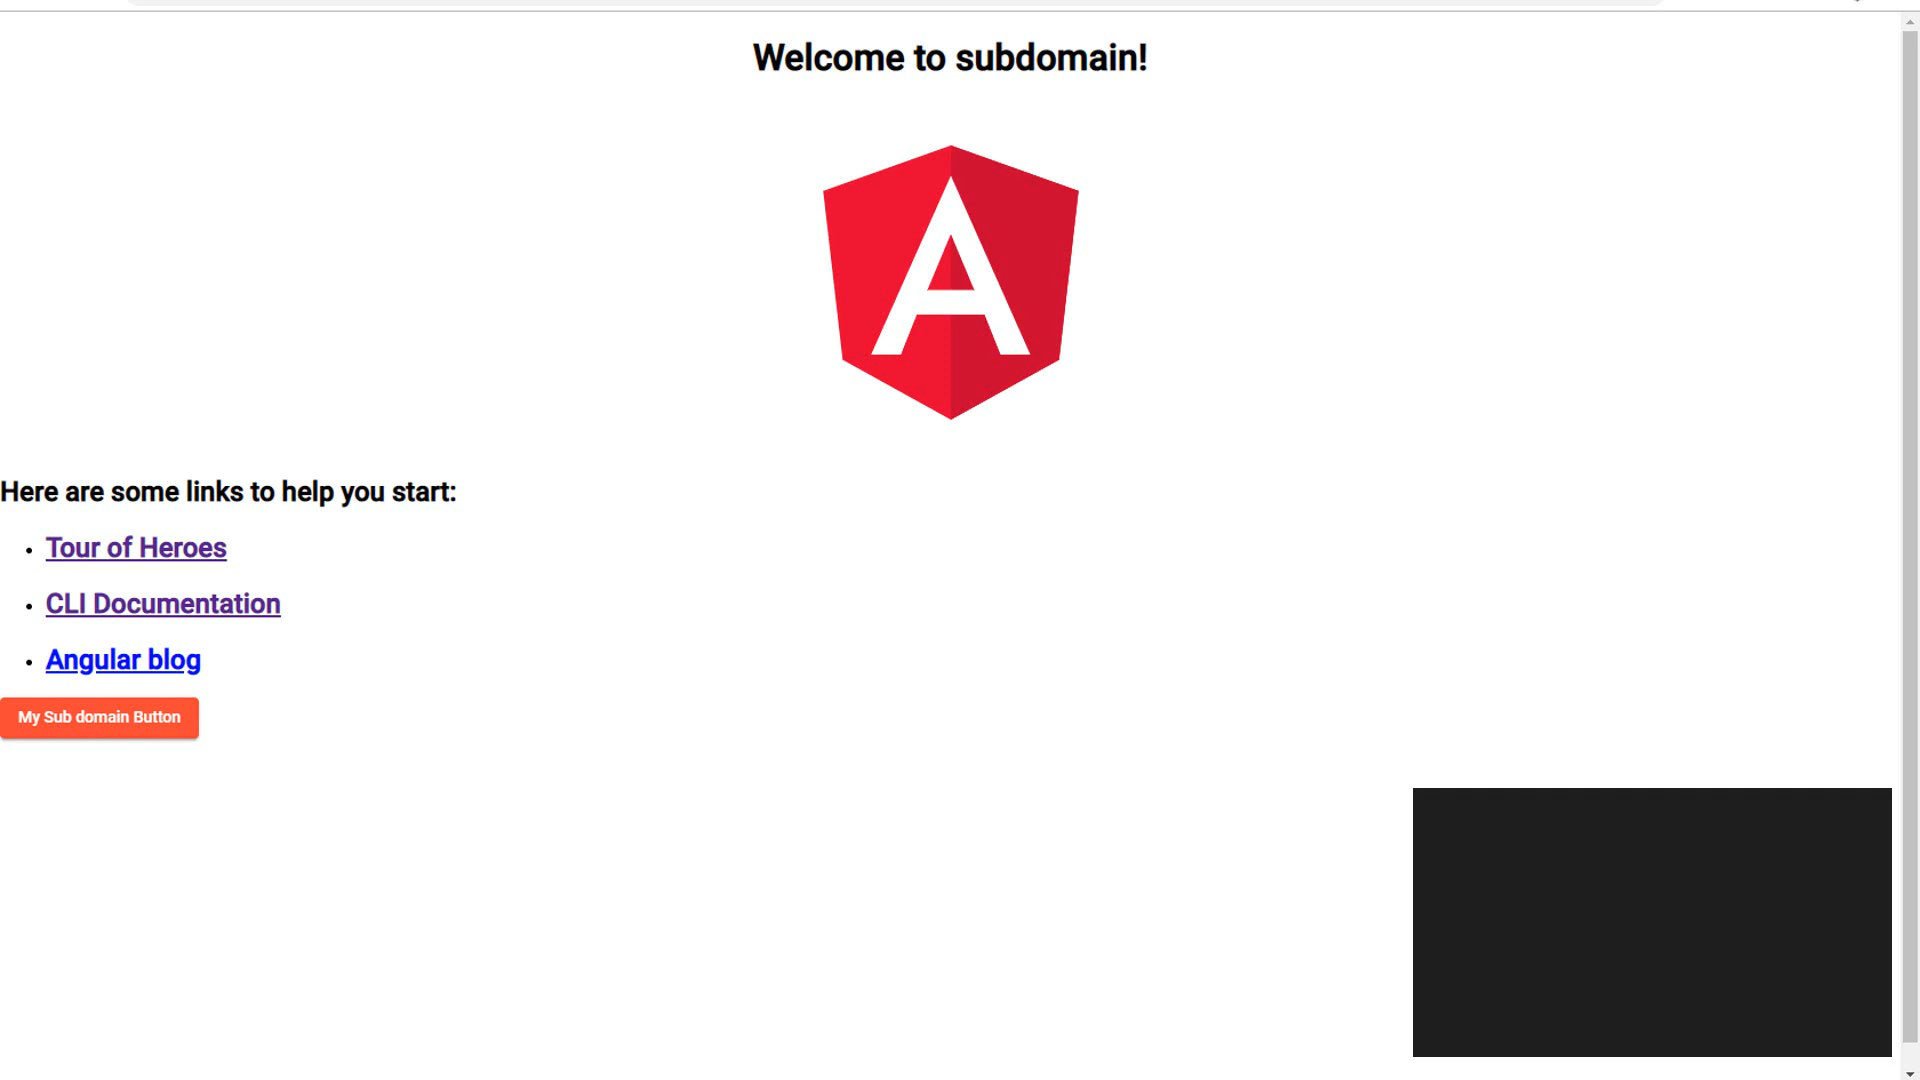 Welcome to subdomain!
A
Here are some links to help you start:
Tour of Heroes
CLI Documentation
Angular blog
My Sub domain Button